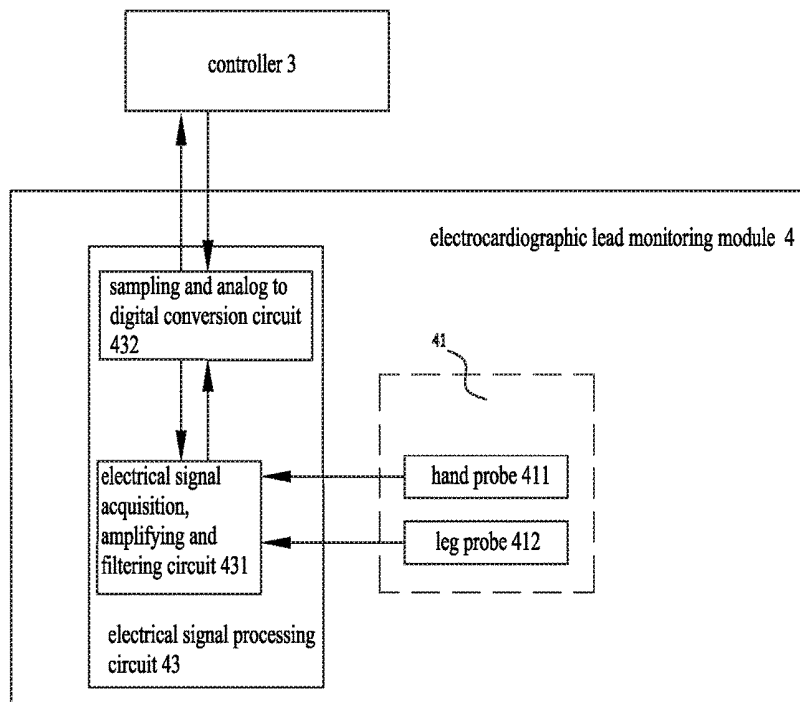 controller 3
electrocardiographic lead monitoring module 4
sampling and analog to
digital conversion circuit
432
41
electrical signal
acquisition,
amplifying and
filtering circuit 431
hand probe 411
leg probe 412
electrical signal processing
circuit 43